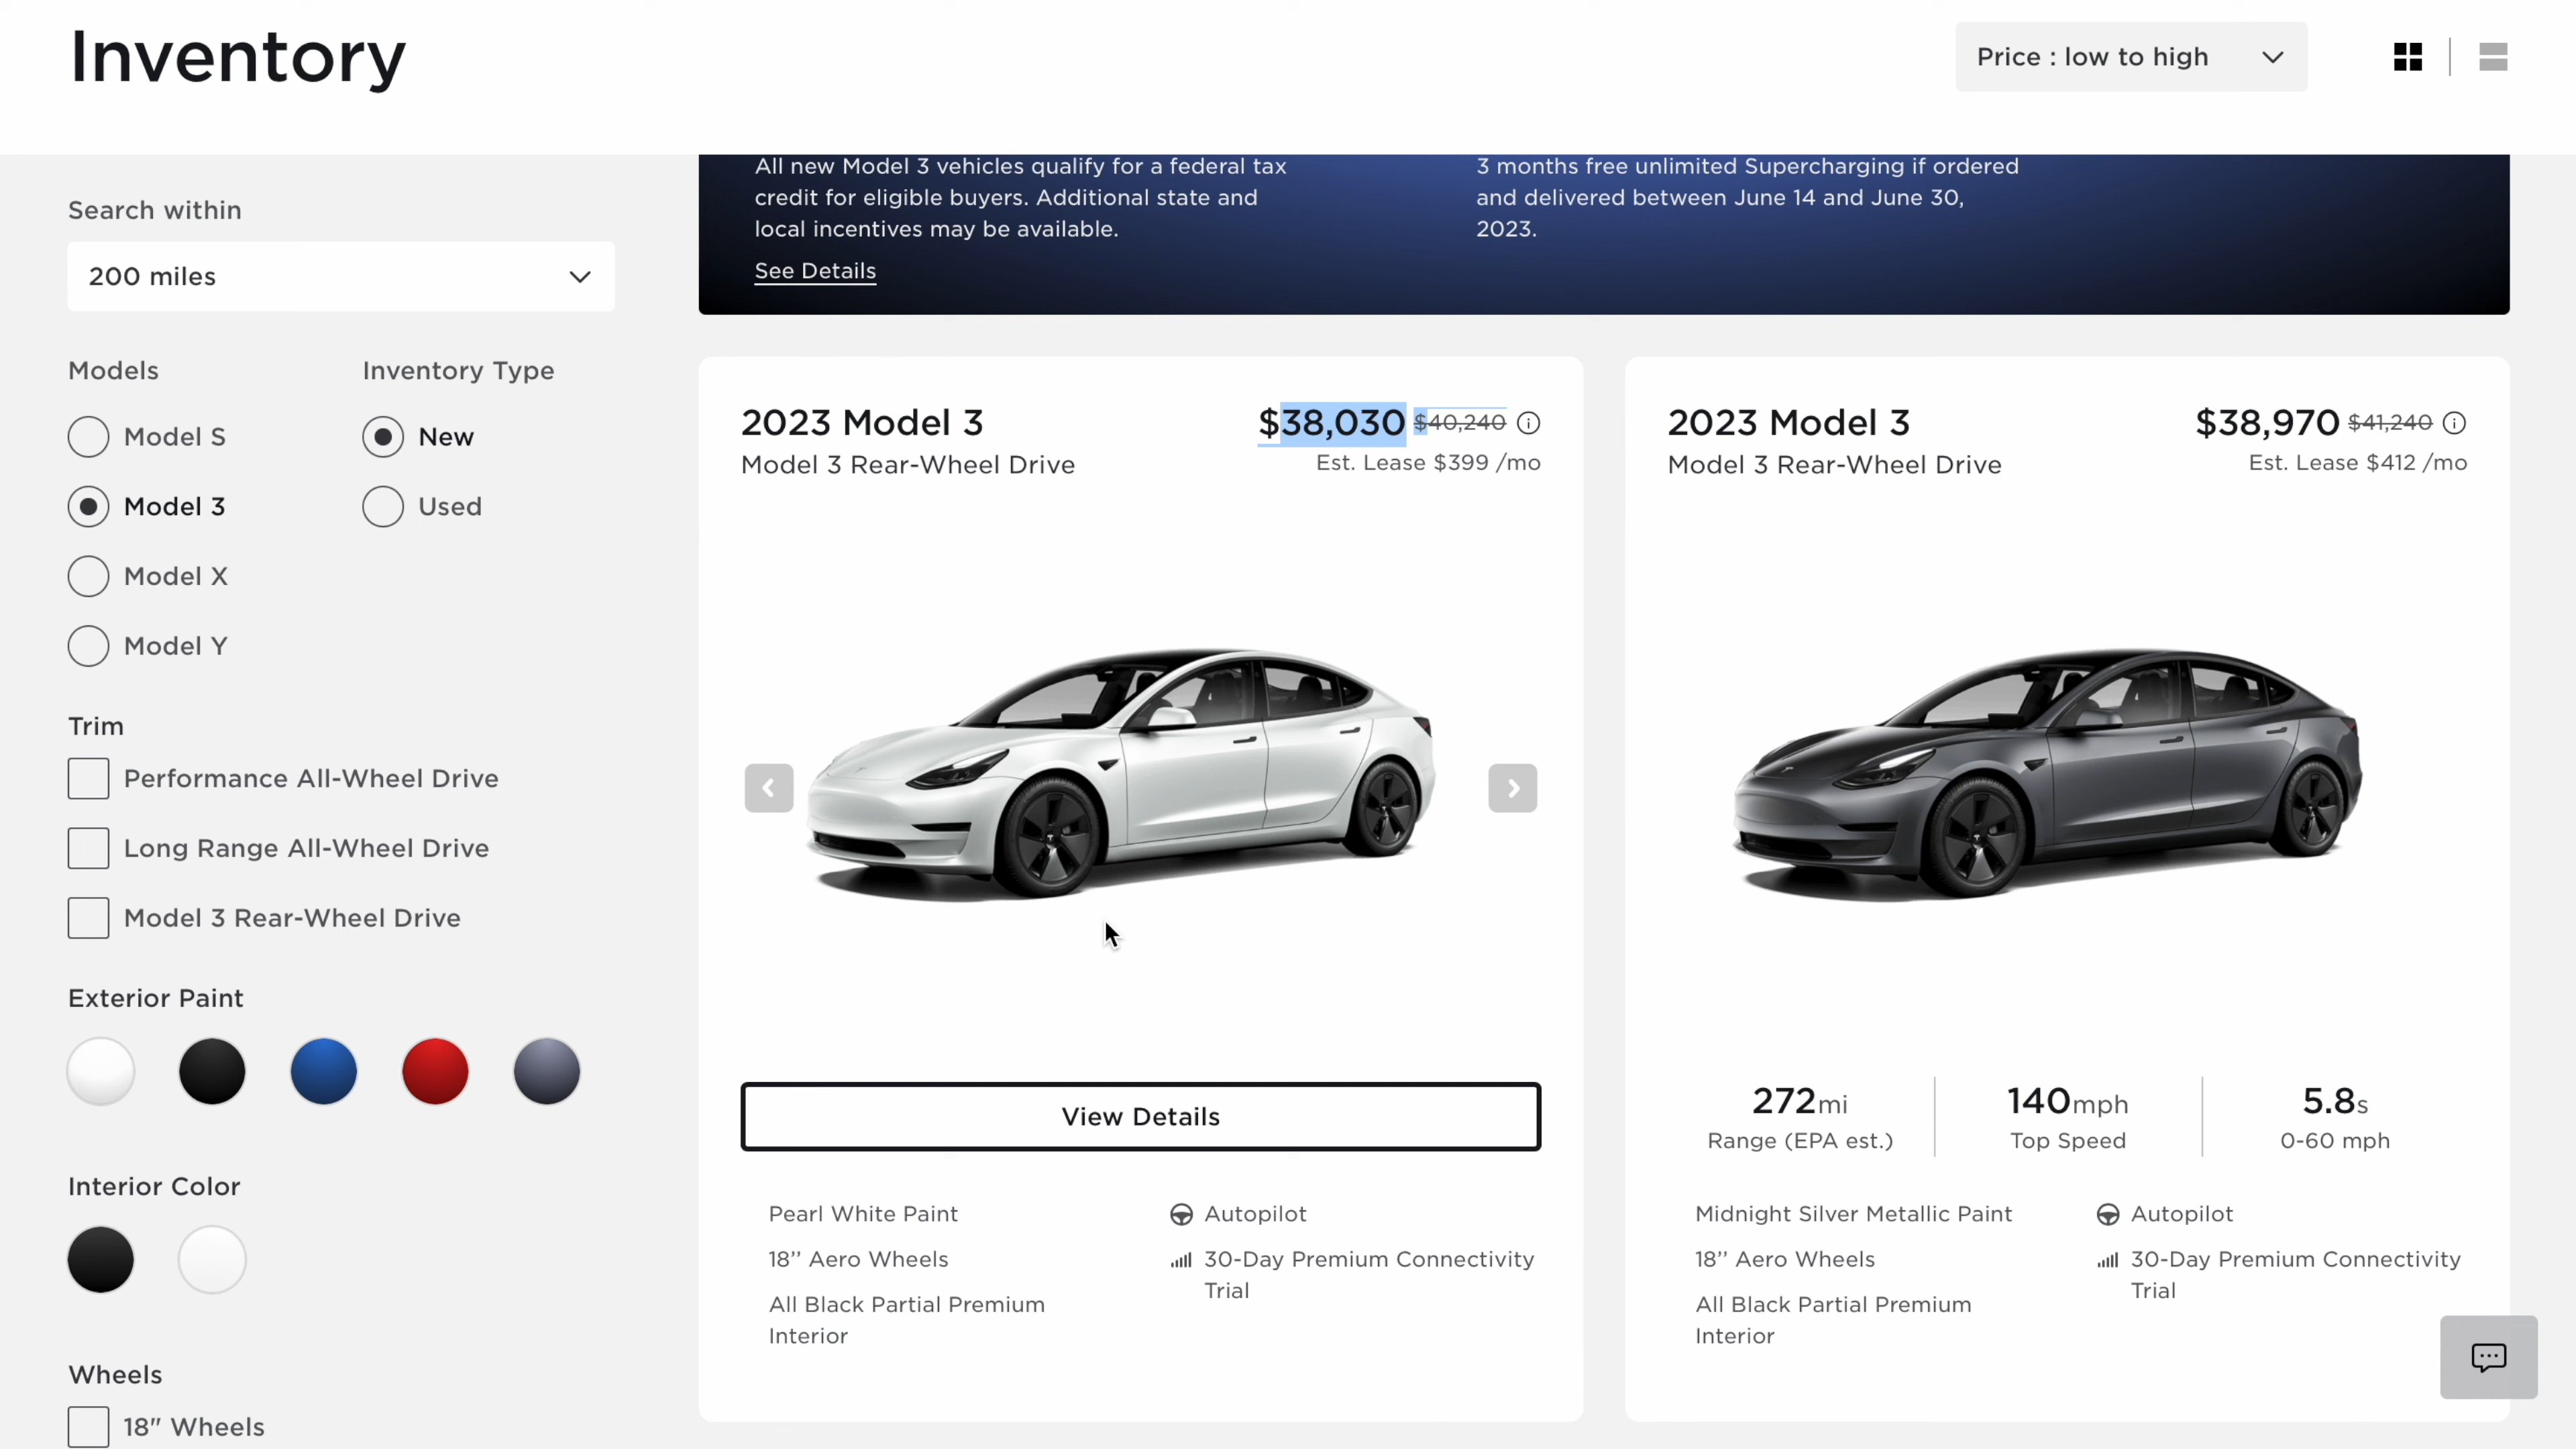 Inventory
Price : low to high
Search within
200 miles
Models
Model S
Model 3
Model X
Model Y
Inventory Type
New
Used
Trim
Performance All-Wheel Drive
Long Range All-Wheel Drive
Model 3 Rear-Wheel Drive
Exterior Paint
Interior Color
Wheels
18" Wheels
All new Model 3 vehicles qualify for a federal tax
credit for eligible buyers. Additional state and
local incentives may be available.
See Details
3 months free unlimited Supercharging if ordered
and delivered between June 14 and June 30,
2023.
2023 Model 3
$38,030 $40,240
Model 3 Rear-Wheel Drive
Est. Lease $399 /mo
View Details
Pearl White Paint
18’’ Aero Wheels
All Black Partial Premium
Interior
Autopilot
30-Day Premium Connectivity
Trial
2023 Model 3
$38,970 $41,240
Model 3 Rear-Wheel Drive
Est. Lease $412 /mo
272mi
Range (EPA est.)
140mph
Top Speed
5.8s
0-60 mph
Midnight Silver Metallic Paint
18’’ Aero Wheels
All Black Partial Premium
Interior
Autopilot
30-Day Premium Connectivity
Trial